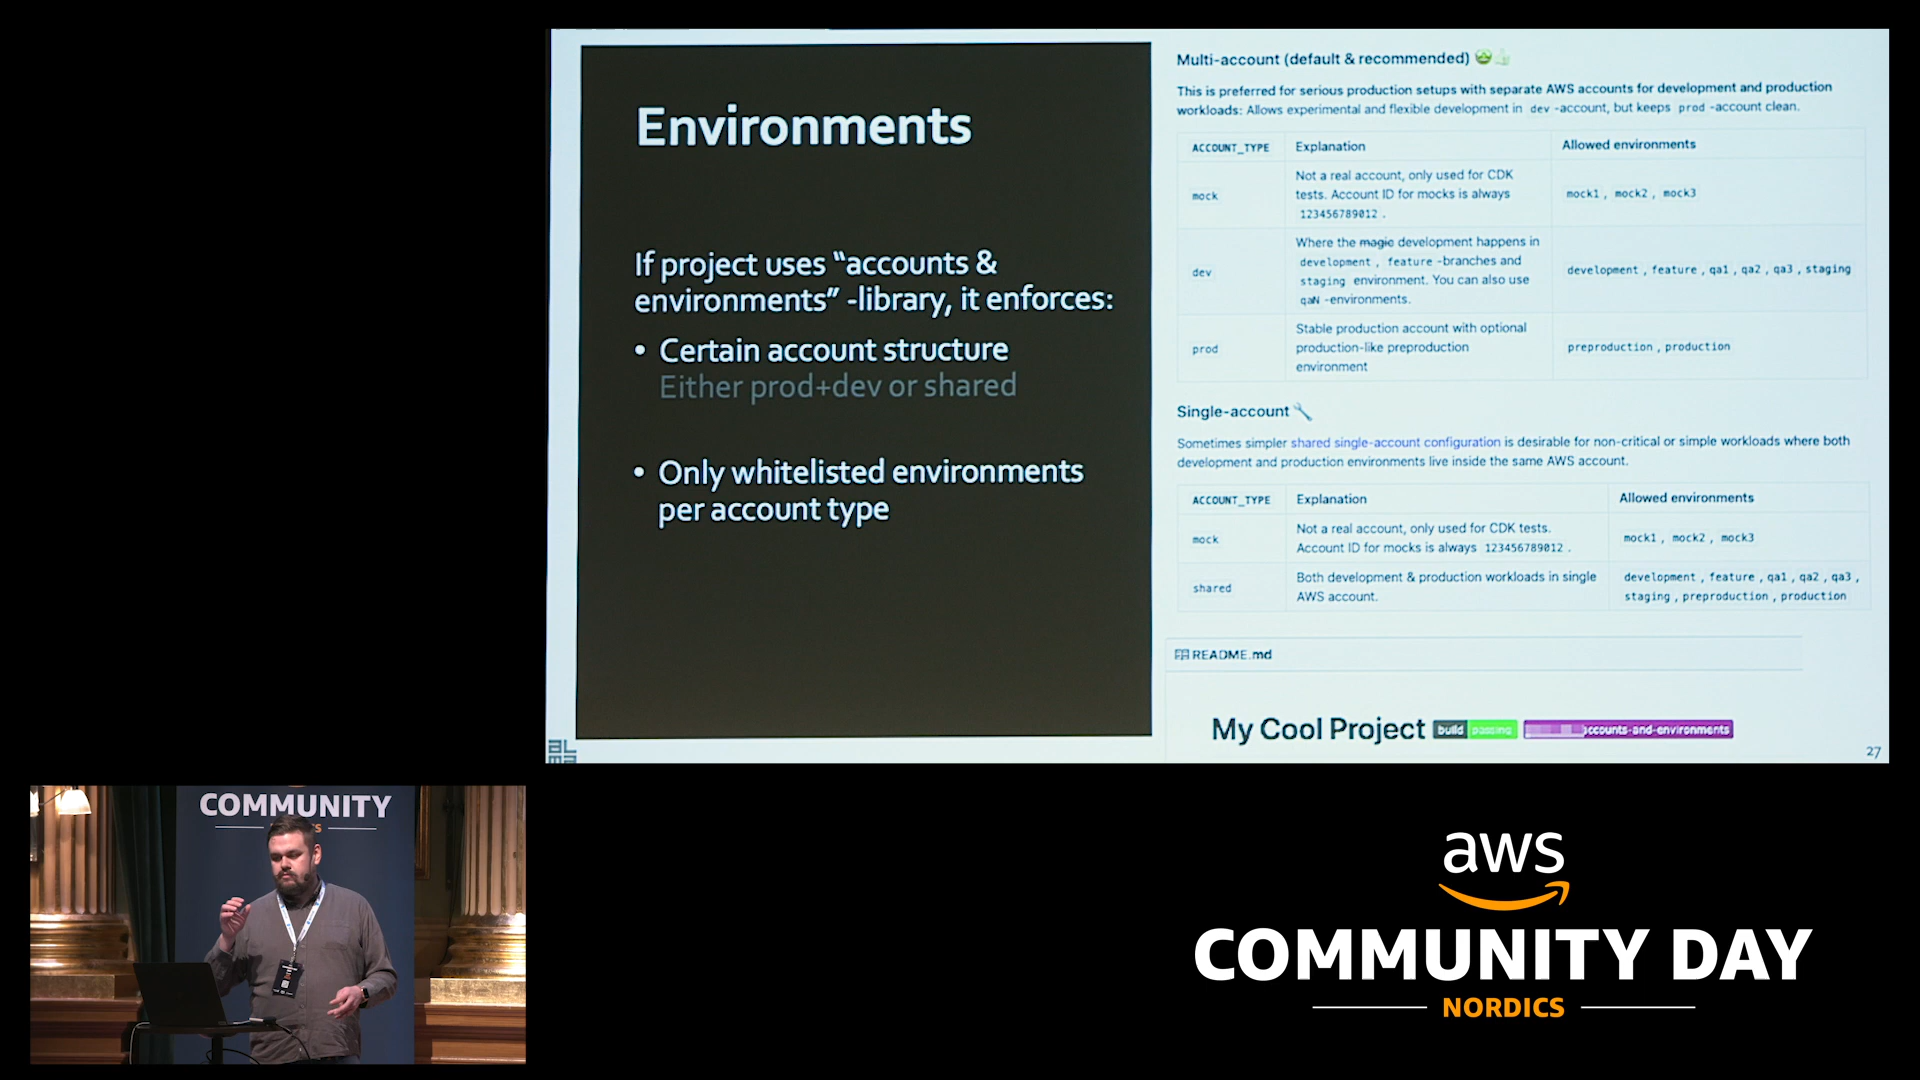 Environments
If project uses “accounts &
environments” -library, it enforces:
• Certain account structure
Either prod+dev or shared
• Only whitelisted environments
per account type
Multi-account (default & recommended)
This is preferred for serious production setups with separate AWS accounts for development and production
workloads: Allows experimental and flexible development in dev -account, but keeps prod -account clean.
ACCOUNT_TYPE Explanation Allowed environments
mock Not a real account, only used for CDK
tests. Account ID for mocks is always
123456789012 .
mock1 , mock2 , mock3
dev Where the magic development happens in
development , feature -branches and
staging environment. You can also use
qaN -environments.
development , feature , qa1 , qa2 , qa3 , staging
prod Stable production account with optional
production-like preproduction
environment
preproduction , production
Single-account
Sometimes simpler shared single-account configuration is desirable for non-critical or simple workloads where both
development and production environments live inside the same AWS account.
ACCOUNT_TYPE Explanation Allowed environments
mock Not a real account, only used for CDK tests.
Account ID for mocks is always 123456789012 .
mock1 , mock2 , mock3
shared Both development & production workloads in single
AWS account.
development , feature , qa1 , qa2 , qa3 ,
staging , preproduction , production
README.md
My Cool Project build passing ccounts-and-environments
27
COMMUNITY
aws
COMMUNITY DAY
NORDICS